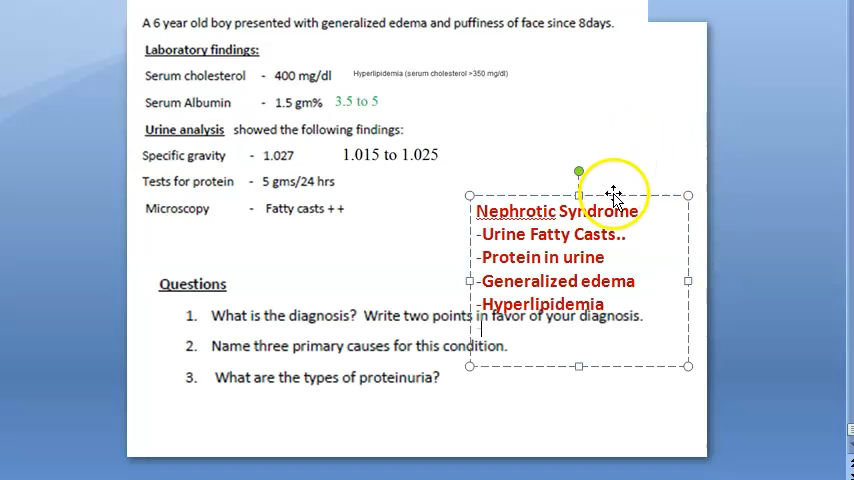 A 6 year old boy presented with generalized edema and puffiness of face since 8days.
Laboratory findings:
Serum cholesterol - 400 mg/dl Hyperlipidemia (serum cholesterol >350 mg/dl)
Serum Albumin - 1.5 gm% 3.5 to 5
Urine analysis showed the following findings:
Specific gravity - 1.027 1.015 to 1.025
Tests for protein - 5 gms/24 hrs
Microscopy - Fatty casts + +
Nephrotic Syndrome
-Urine Fatty Casts..
-Protein in urine
-Generalized edema
-Hyperlipidemia
Questions
1. What is the diagnosis? Write two points in favor of your diagnosis.
2. Name three primary causes for this condition.
3. What are the types of proteinuria?